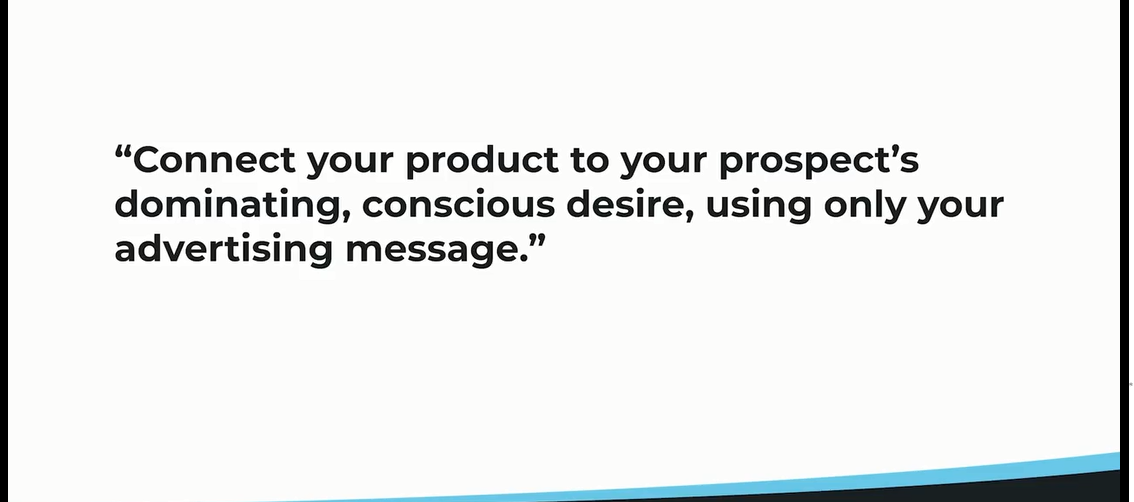 “Connect your product to your prospect’s
dominating, conscious desire, using only your
advertising message.”